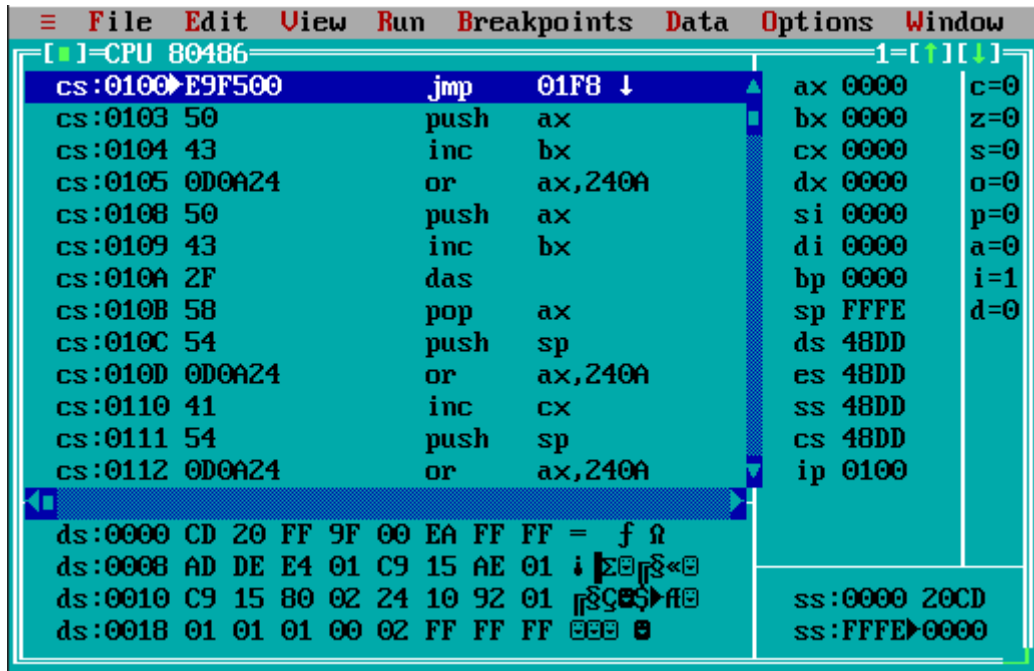 ≡ File Edit View Run Breakpoints Data Options Window
[■]=CPU 80486 1=[↑][↓]
cs:0100►E9F500 jmp 01F8 ↓ ax 0000 c=0
cs:0103 50 push ax bx 0000 z=0
cs:0104 43 inc bx cx 0000 s=0
cs:0105 0D0A24 or ax,240A dx 0000 o=0
cs:0108 50 push ax si 0000 p=0
cs:0109 43 inc bx di 0000 a=0
cs:010A 2F das bp 0000 i=1
cs:010B 58 pop ax sp FFFE d=0
cs:010C 54 push sp ds 48DD
cs:010D 0D0A24 or ax,240A es 48DD
cs:0110 41 inc cx ss 48DD
cs:0111 54 push sp cs 48DD
cs:0112 0D0A24 or ax,240A ip 0100
ds:0000 CD 20 FF 9F 00 EA FF FF = ƒ Ω
ds:0008 AD DE E4 01 C9 15 AE 01 ¡▐Σ☺╔§«☺
ds:0010 C9 15 80 02 24 10 92 01 ╔§Ç☻$►Æ☺ ss:0000 20CD
ds:0018 01 01 01 00 02 FF FF FF ☺☺☺ ☻ ss:FFFE►0000